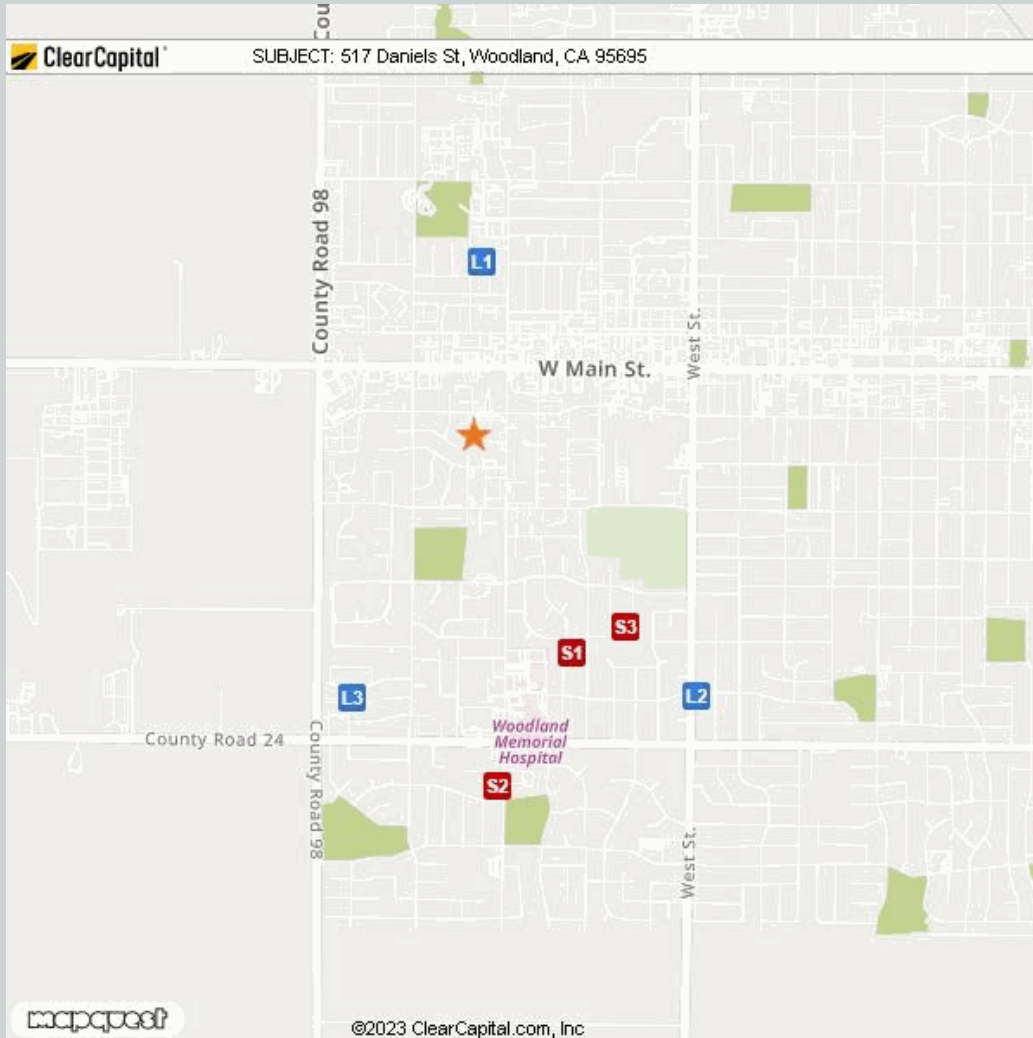 Cou
ClearCapital
SUBJECT: 517 Daniels St, Woodland, CA 95695
County Road 98
L1
West St.
W Main St.
S3
S1
L3
L2
Woodland
Memorial
Hospital
County Road 24
County Road 98
S2
West St.
mapquest
©2023 ClearCapital.com, Inc